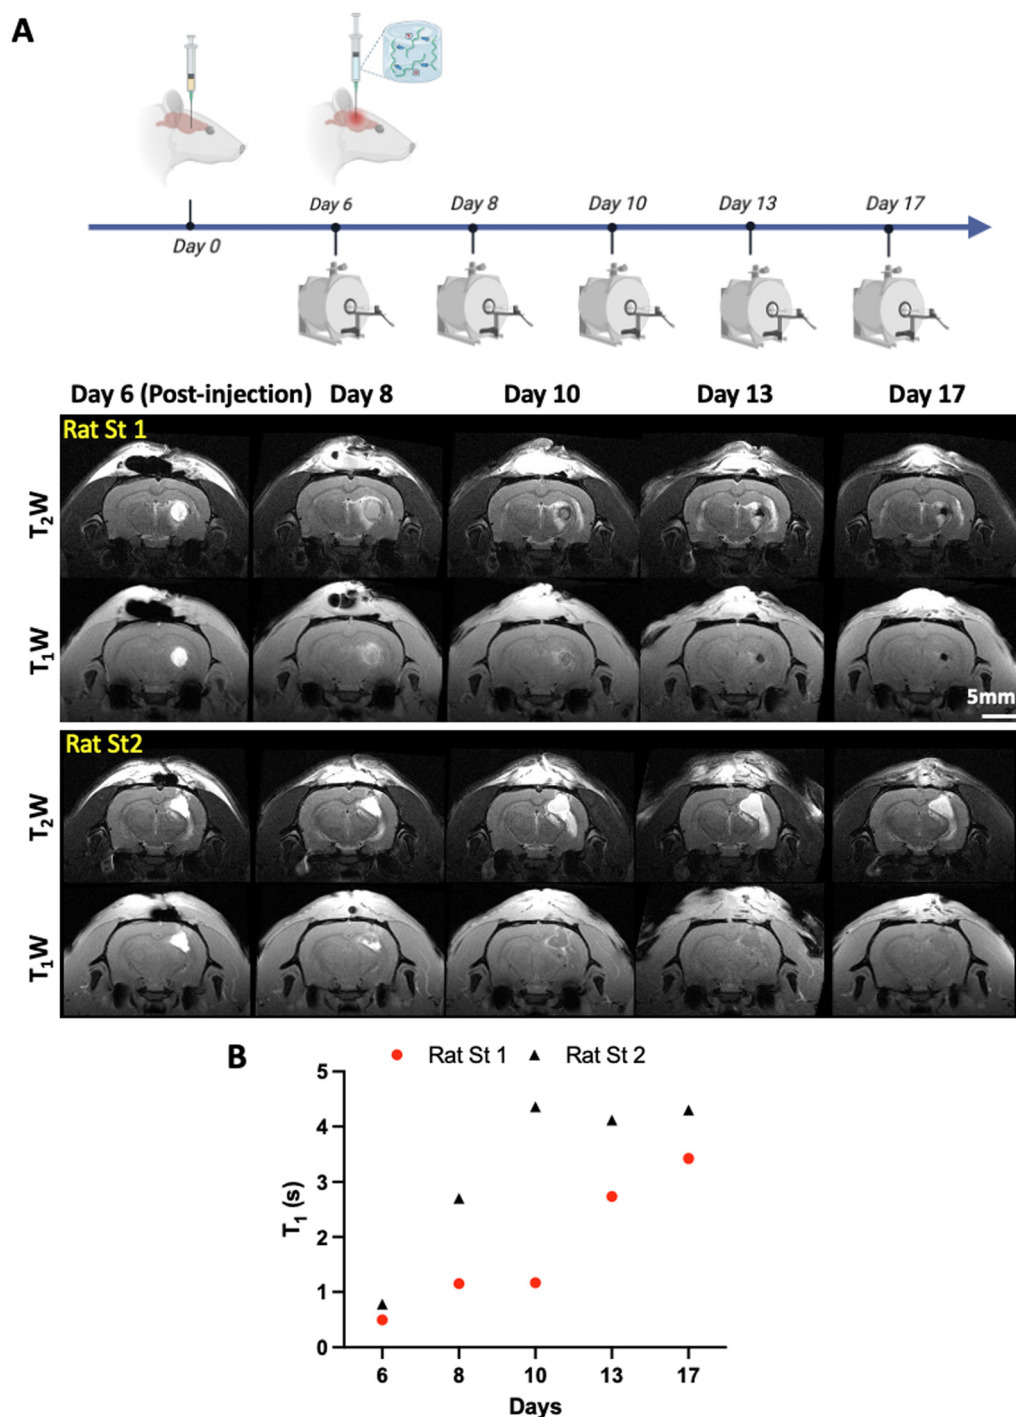 A
Day 0
Day 6
Day 8
Day 10
Day 13
Day 17
Day 6 (Post-injection)
Day 8
Day 10
Day 13
Day 17
Rat St 1
T₂W
T₁W
5mm
Rat St2
T₂W
T₁W
B
Rat St 1
Rat St 2
T₁ (s)
5
4
3
2
1
0
6
8
10
13
17
Days